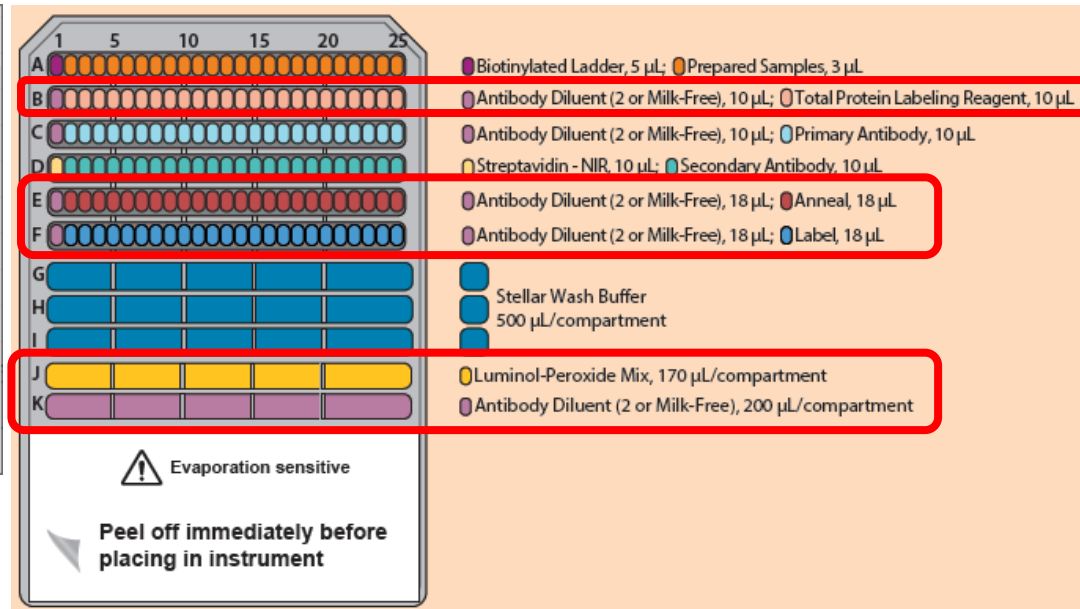 1 5 10 15 20 25
A Biotinylated Ladder, 5 µL; Prepared Samples, 3 µL
B Antibody Diluent (2 or Milk-Free), 10 µL; Total Protein Labeling Reagent, 10 µL
C Antibody Diluent (2 or Milk-Free), 10 µL; Primary Antibody, 10 µL
D Streptavidin - NIR, 10 µL; Secondary Antibody, 10 µL
E Antibody Diluent (2 or Milk-Free), 18 µL; Anneal, 18 µL
F Antibody Diluent (2 or Milk-Free), 18 µL; Label, 18 µL
G
Stellar Wash Buffer
H
500 µL/compartment
I
J Luminol-Peroxide Mix, 170 µL/compartment
K Antibody Diluent (2 or Milk-Free), 200 µL/compartment
Evaporation sensitive
Peel off immediately before
placing in instrument